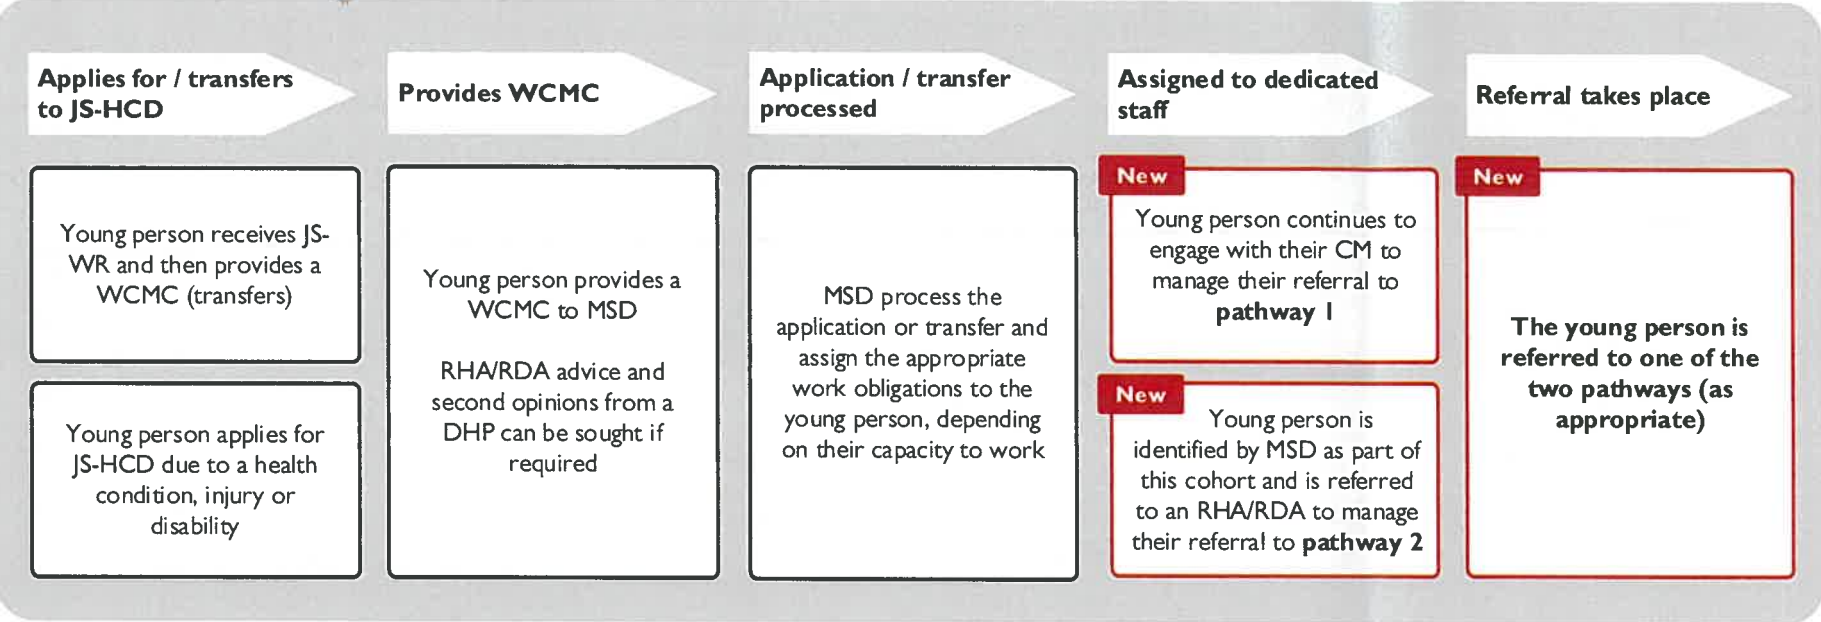 Applies for / transfers
to JS-HCD
Provides WCMC
Application / transfer
processed
Assigned to dedicated
staff
Referral takes place
Young person receives JS-
WR and then provides a
WCMC (transfers)
Young person applies for
JS-HCD due to a health
condition, injury or
disability
Young person provides a
WCMC to MSD
RHA/RDA advice and
second opinions from a
DHP can be sought if
required
MSD process the
application or transfer and
assign the appropriate
work obligations to the
young person, depending
on their capacity to work
New
Young person continues to
engage with their CM to
manage their referral to
pathway 1
New
Young person is
identified by MSD as part of
this cohort and is referred
to an RHA/RDA to manage
their referral to pathway 2
New
The young person is
referred to one of the
two pathways (as
appropriate)